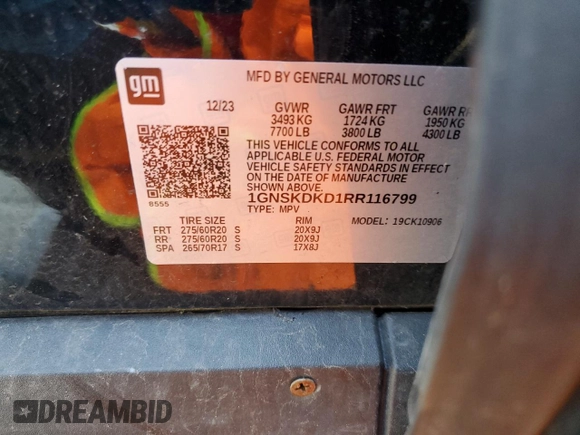 gm
MFD BY GENERAL MOTORS LLC
12/23 GVWR GAWR FRT GAWR
3493 KG 1724 KG 1950 KG
7700 LB 3800 LB 4300 LB
THIS VEHICLE CONFORMS TO ALL
APPLICABLE U.S. FEDERAL MOTOR
VEHICLE SAFETY STANDARDS IN EFFECT
ON THE DATE OF MANUFACTURE
SHOWN ABOVE.
8555 1GNSKDKD1RR116799
TYPE: MPV MODEL: 19CK10906
TIRE SIZE RIM
FRT 275/60R20 S 20X9J
RR 275/60R20 S 20X9J
SPA 265/70R17 S 17X8J
DREAMBID